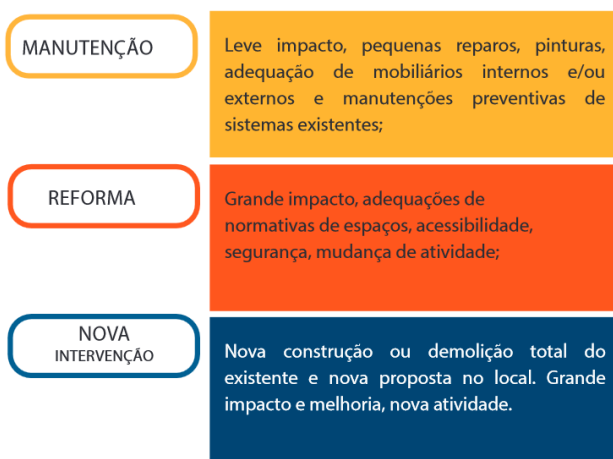 MANUTENÇÃO
Leve impacto, pequenas reparos, pinturas,
adequação de mobiliários internos e/ou
externos e manutenções preventivas de
sistemas existentes;
REFORMA
Grande impacto, adequações de
normativas de espaços, acessibilidade,
segurança, mudança de atividade;
NOVA
INTERVENÇÃO
Nova construção ou demolição total do
existente e nova proposta no local. Grande
impacto e melhoria, nova atividade.